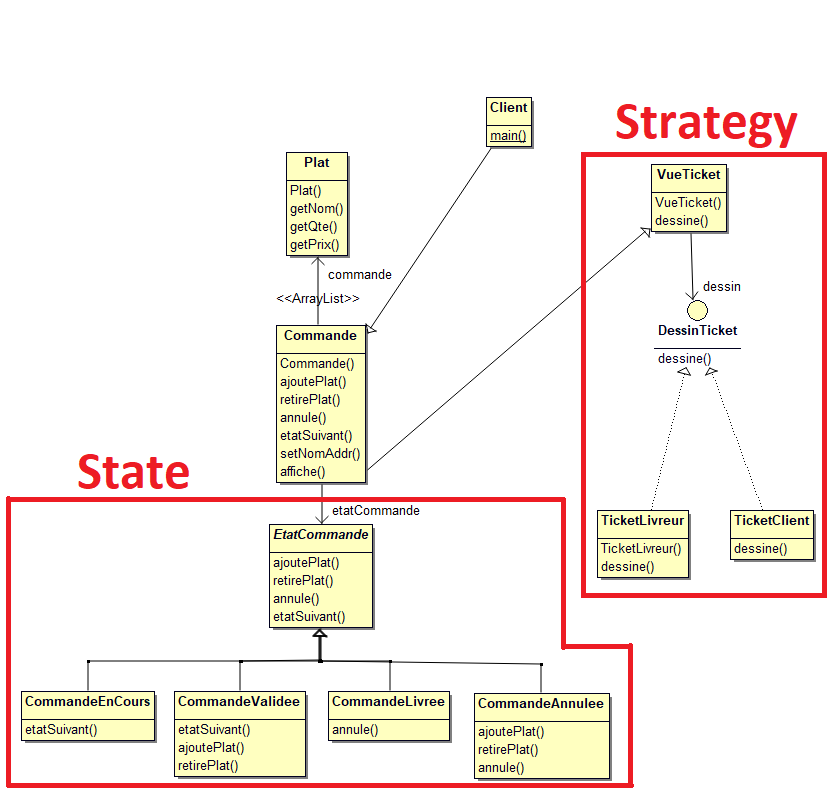 Client
main()
Strategy
Plat
Plat()
getNom()
getQte()
getPrix()
VueTicket
VueTicket()
dessine()
commande
<<ArrayList>>
dessin
DessinTicket
dessine()
Commande
Commande()
ajoutePlat()
retirePlat()
annule()
etatSuivant()
setNomAddr()
affiche()
State
etatCommande
EtatCommande
ajoutePlat()
retirePlat()
annule()
etatSuivant()
TicketLivreur
TicketLivreur()
dessine()
TicketClient
dessine()
CommandeEnCours
etatSuivant()
CommandeValidee
etatSuivant()
ajoutePlat()
retirePlat()
CommandeLivree
annule()
CommandeAnnulee
ajoutePlat()
retirePlat()
annule()